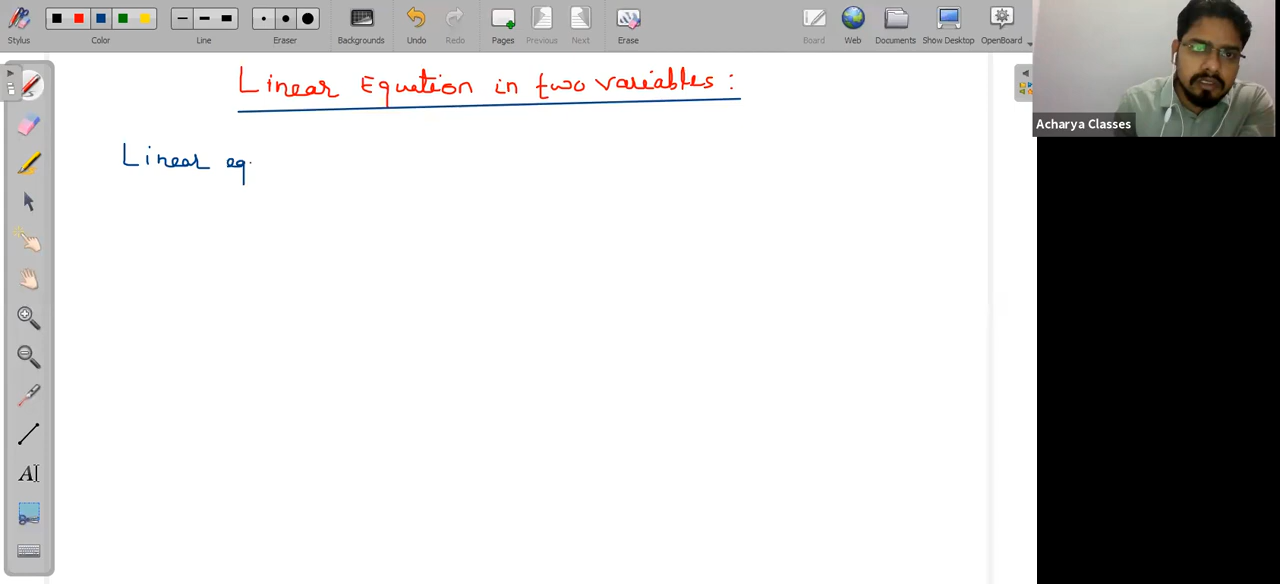 Stylus
Color
Line
Eraser
Backgrounds
Undo
Redo
Pages
Previous
Next
Erase
Board
Web
Documents
Show Desktop
OpenBoard
Linear Equation in two variables :
Acharya Classes
Linear eq.
A